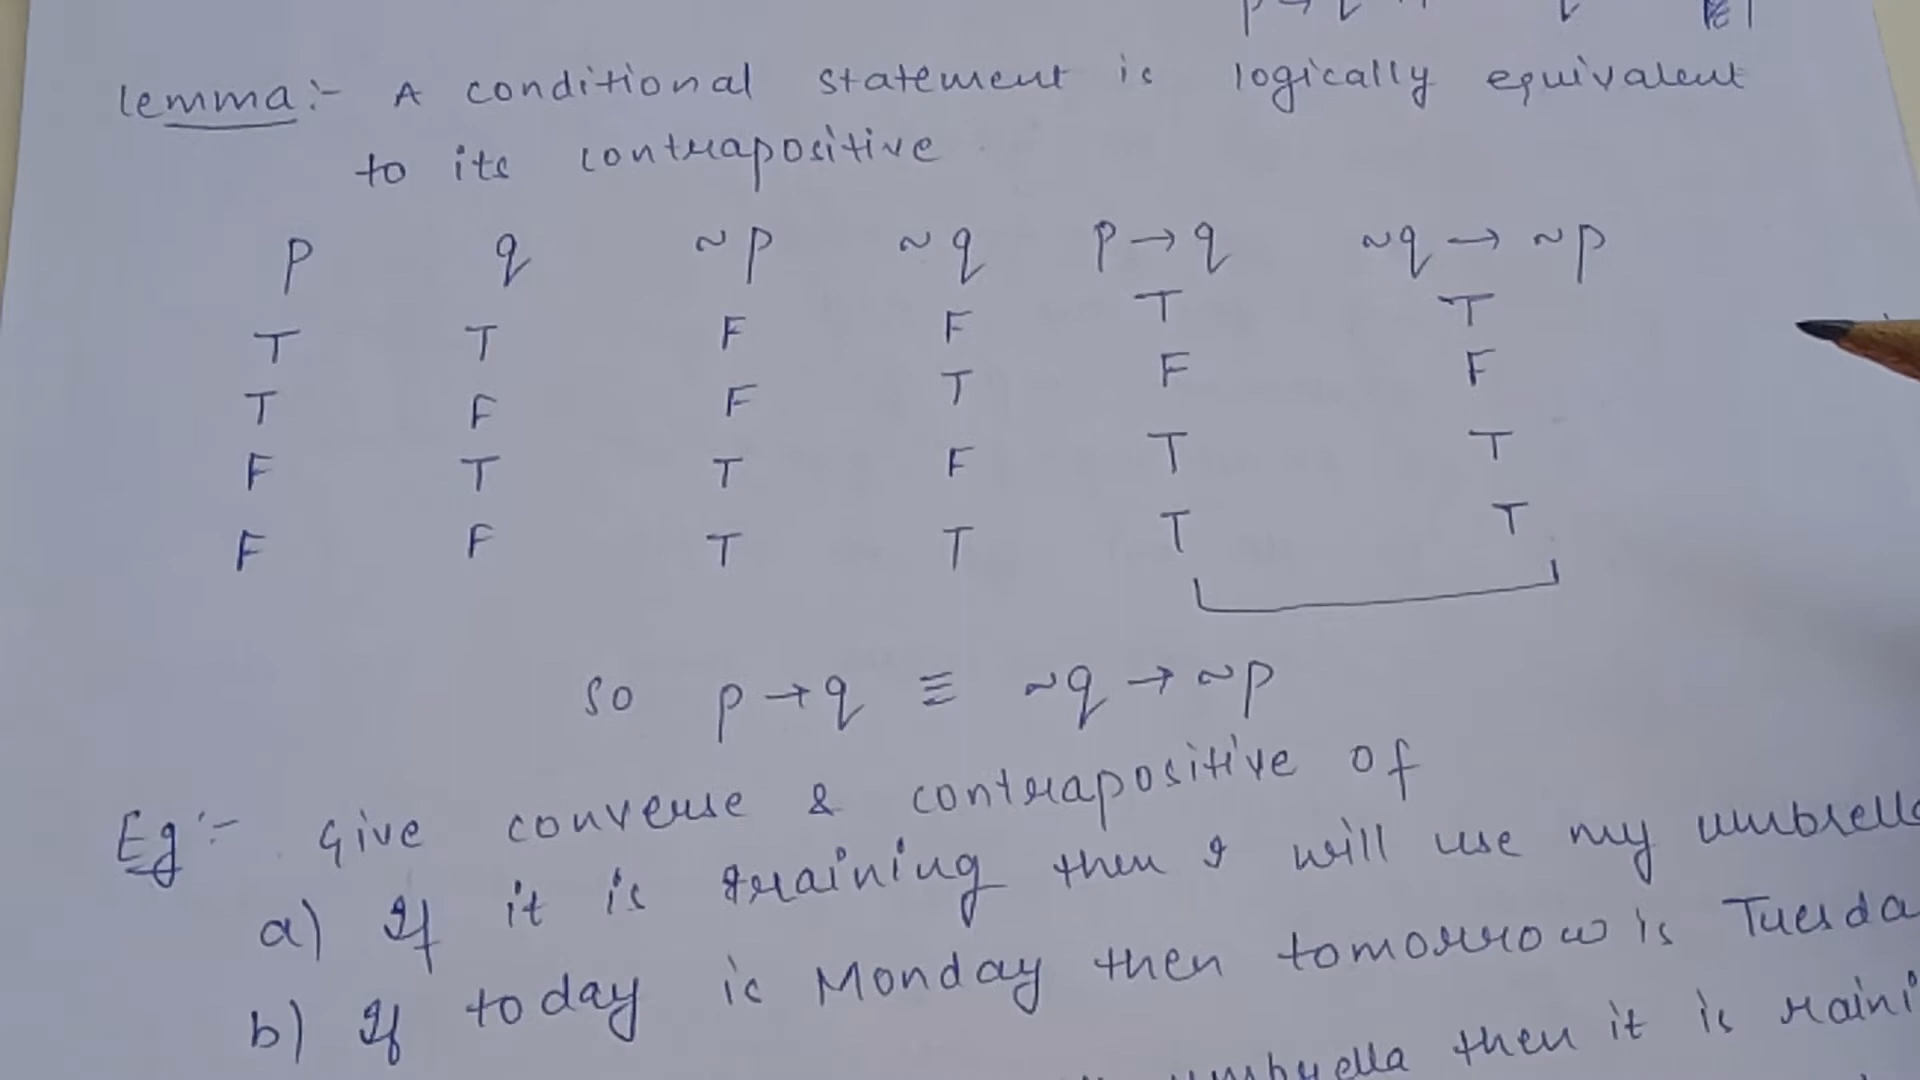 p → q
Lemma:- A conditional statement is logically equivalent
to its contrapositive
p q ~p ~q p→q ~q → ~p
T T F F T T
T F F T F F
F T T F T T
F F T T T T
So p→q ≡ ~q → ~p
Eg:- Give converse & contrapositive of
a) If it is raining then I will use my umbrella
b) If today is Monday then tomorrow is Tuesda
umbrella then it is raini